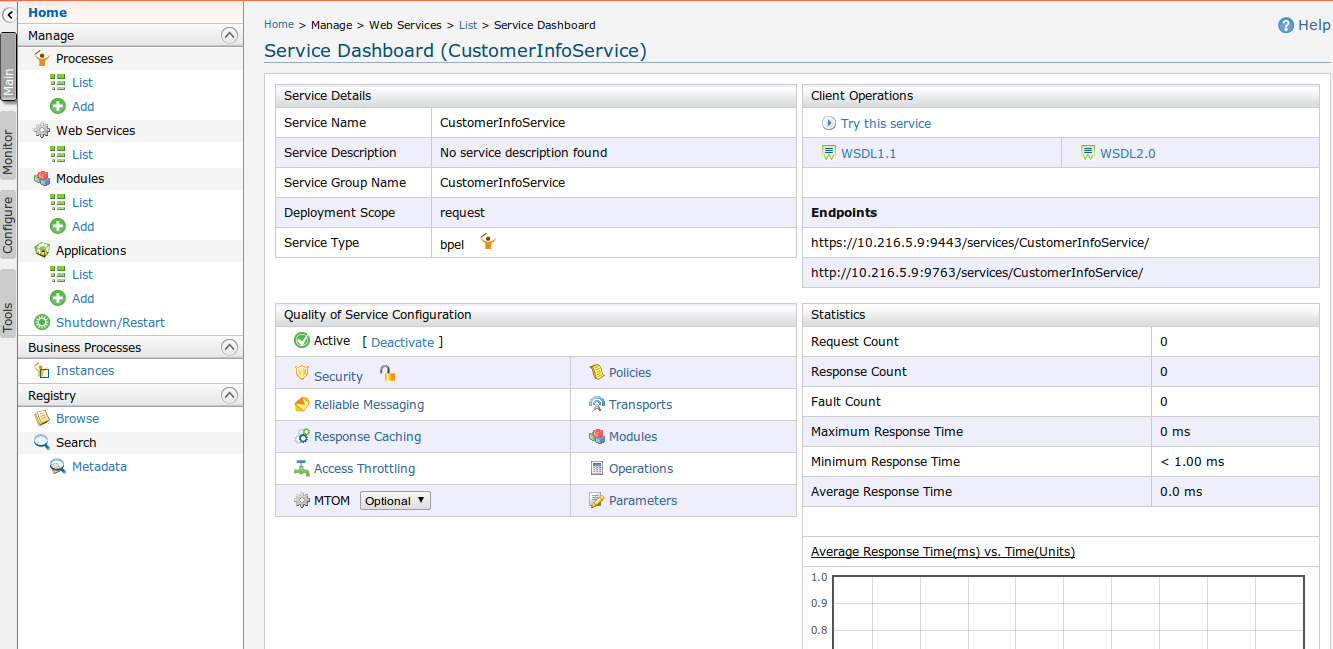 Main
Monitor
Configure
Tools
Home
Manage
Processes
List
Add
Web Services
List
Modules
List
Add
Applications
List
Add
Shutdown/Restart
Business Processes
Instances
Registry
Browse
Search
Metadata
Home > Manage > Web Services > List > Service Dashboard
Help
Service Dashboard (CustomerInfoService)
Service Details
Service Name CustomerInfoService
Service Description No service description found
Service Group Name CustomerInfoService
Deployment Scope request
Service Type bpel
Client Operations
Try this service
WSDL1.1 WSDL2.0
Endpoints
https://10.216.5.9:9443/services/CustomerInfoService/
http://10.216.5.9:9763/services/CustomerInfoService/
Quality of Service Configuration
Active [ Deactivate ]
Security Policies
Reliable Messaging Transports
Response Caching Modules
Access Throttling Operations
MTOM Optional Parameters
Statistics
Request Count 0
Response Count 0
Fault Count 0
Maximum Response Time 0 ms
Minimum Response Time < 1.00 ms
Average Response Time 0.0 ms
Average Response Time(ms) vs. Time(Units)
1.0
0.9
0.8